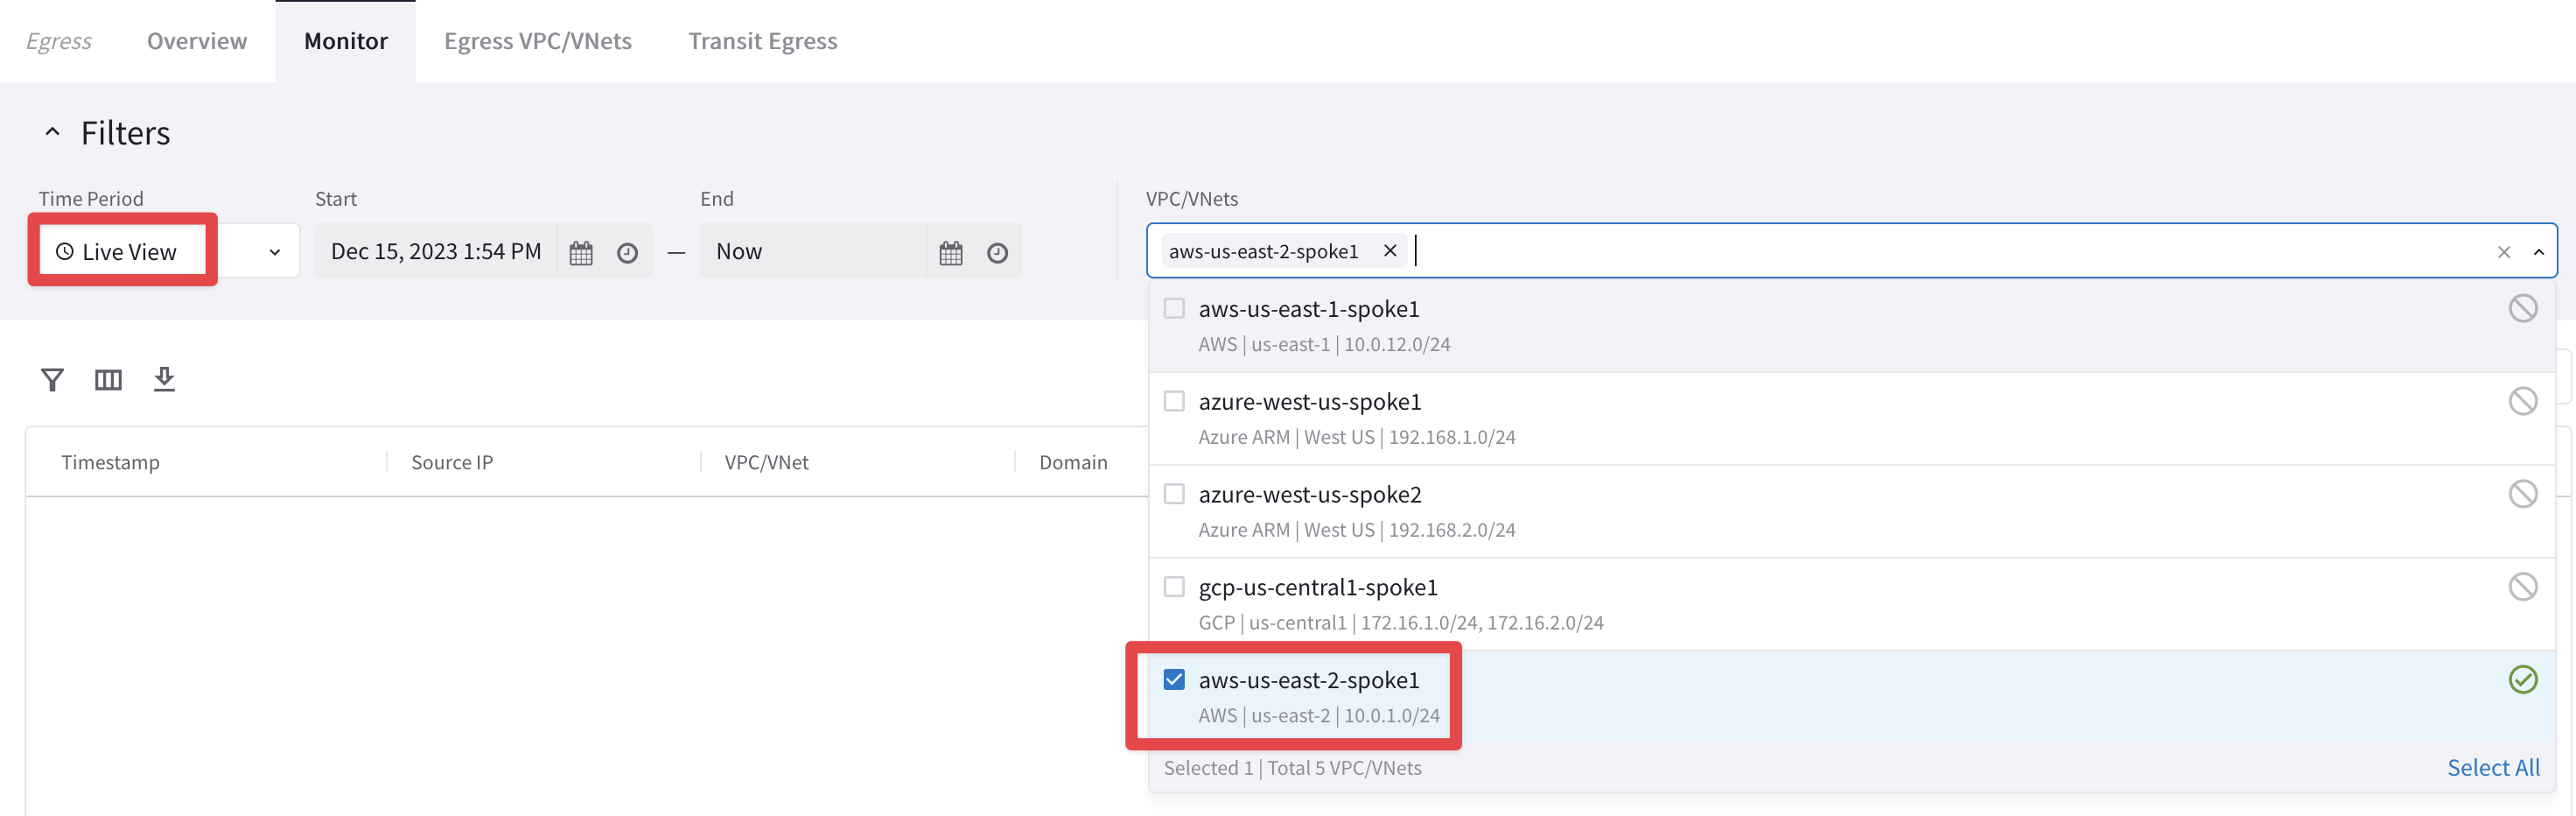 Egress Overview Monitor Egress VPC/VNets Transit Egress
Filters
Time Period Start End VPC/VNets
Live View Dec 15, 2023 1:54 PM — Now aws-us-east-2-spoke1
aws-us-east-1-spoke1
AWS | us-east-1 | 10.0.12.0/24
azure-west-us-spoke1
Azure ARM | West US | 192.168.1.0/24
Timestamp Source IP VPC/VNet Domain
azure-west-us-spoke2
Azure ARM | West US | 192.168.2.0/24
gcp-us-central1-spoke1
GCP | us-central1 | 172.16.1.0/24, 172.16.2.0/24
aws-us-east-2-spoke1
AWS | us-east-2 | 10.0.1.0/24
Selected 1 | Total 5 VPC/VNets Select All